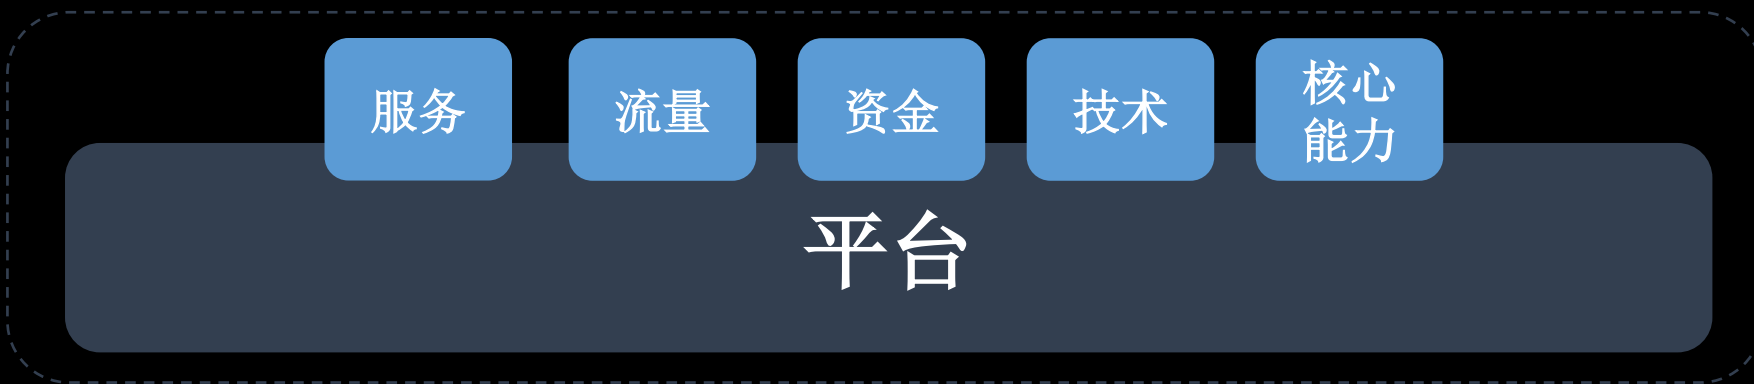 服务
流量
资金
技术
核心
能力
平台